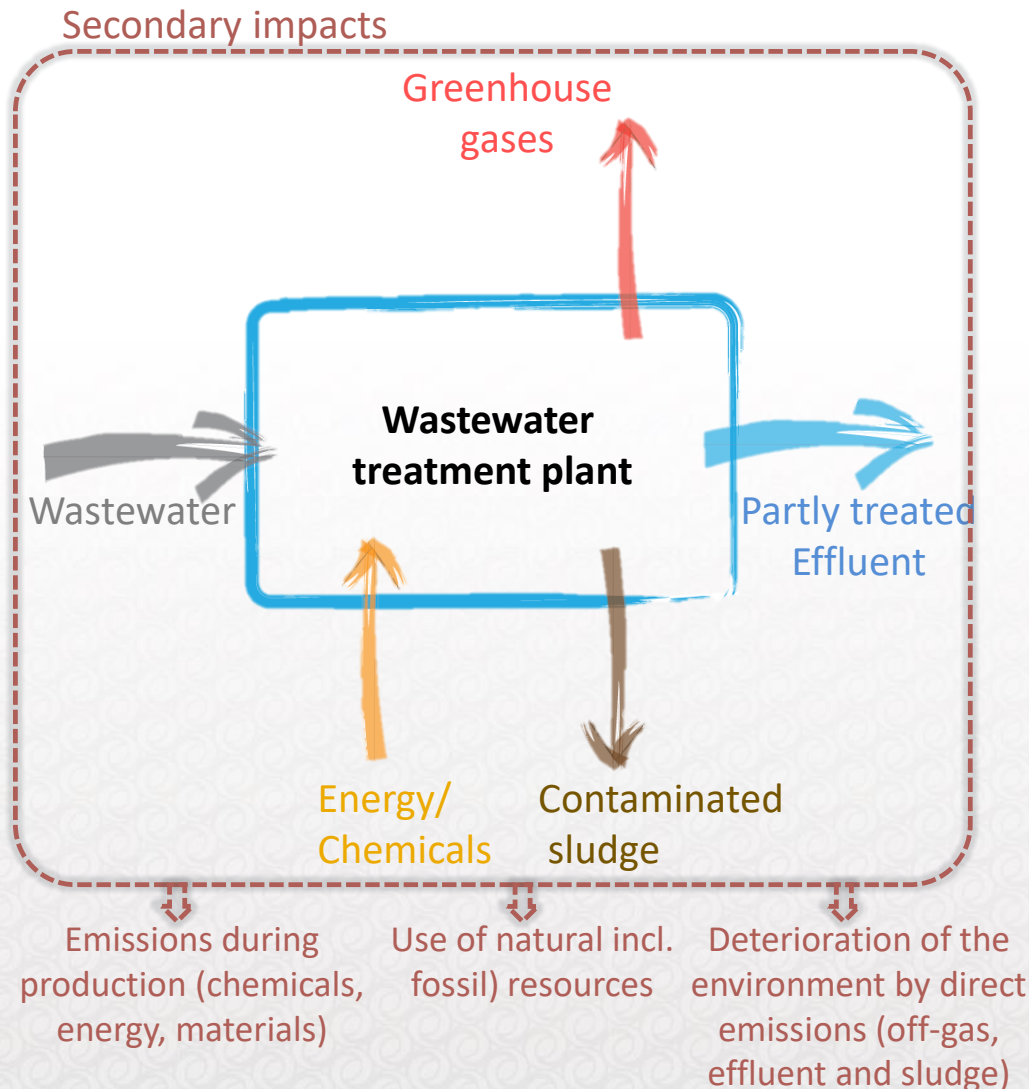 Secondary impacts
Greenhouse
gases
Wastewater
treatment plant
Wastewater
Partly treated
Effluent
Energy/
Chemicals
Contaminated
sludge
Emissions during
production (chemicals,
energy, materials)
Use of natural incl.
fossil) resources
Deterioration of the
environment by direct
emissions (off-gas,
effluent and sludge)